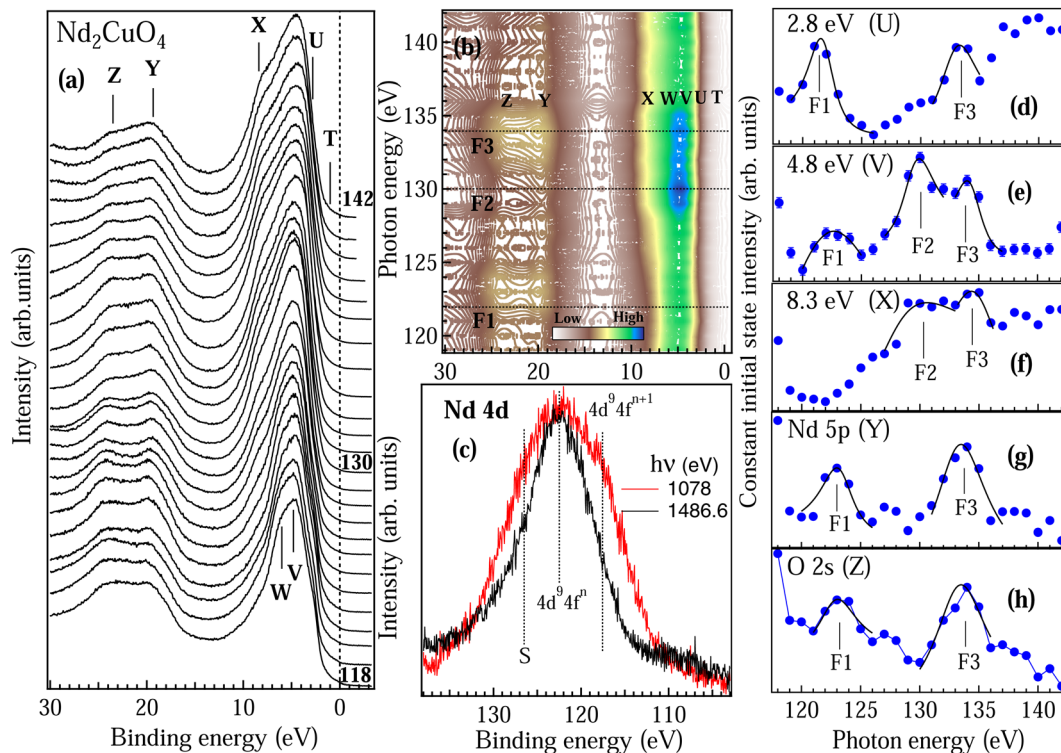 Nd₂CuO₄
(a)
X
U
Z
Y
T
142
130
W
V
118
Intensity (arb.units)
30 20 10 0
Binding energy (eV)
(b)
Z Y X W V U T
F3
F2
F1
Low High
Photon energy (eV)
140
135
130
125
120
30 20 10 0
Nd 4d
(c)
4d⁹4fⁿ⁺¹
hν (eV)
1078
1486.6
4d⁹4fⁿ
S
Intensity (arb. units)
130 120 110
Binding energy (eV)
Constant initial state intensity (arb. units)
2.8 eV (U)
F1
F3
(d)
4.8 eV (V)
(e)
F1
F2
F3
8.3 eV (X)
F2
F3
(f)
Nd 5p (Y)
(g)
F1
F3
O 2s (Z)
(h)
F1
F3
120 125 130 135 140
Photon energy (eV)